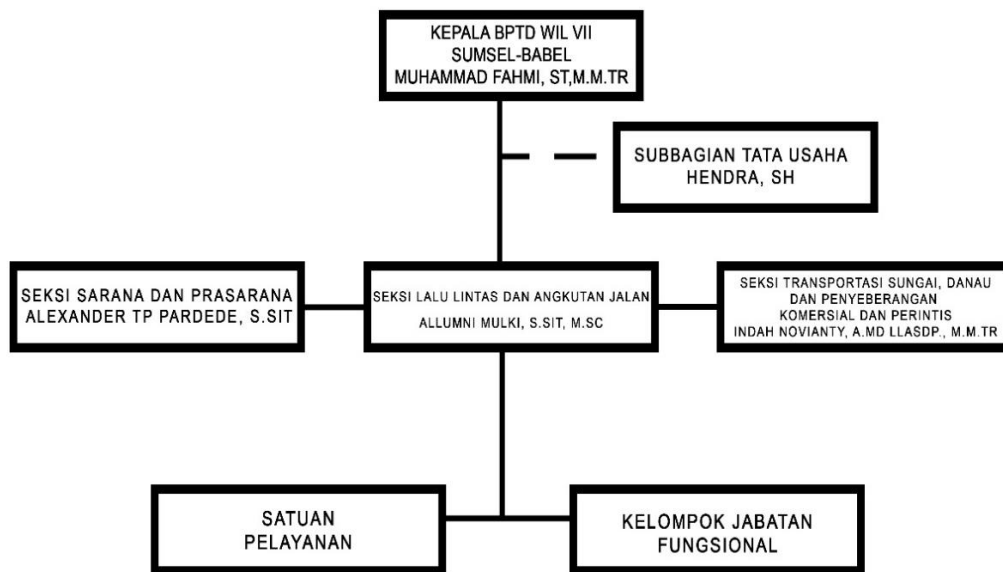 KEPALA BPTD WIL VII
SUMSEL-BABEL
MUHAMMAD FAHMI, ST,M.M.TR
SUBBAGIAN TATA USAHA
HENDRA, SH
SEKSI SARANA DAN PRASARANA
ALEXANDER TP PARDEDE, S.SIT
SEKSI LALU LINTAS DAN ANGKUTAN JALAN
ALLUMNI MULKI, S.SIT, M.SC
SEKSI TRANSPORTASI SUNGAI, DANAU
DAN PENYEBERANGAN
KOMERSIAL DAN PERINTIS
INDAH NOVIANTY, A.MD LLASDP., M.M.TR
SATUAN
PELAYANAN
KELOMPOK JABATAN
FUNGSIONAL